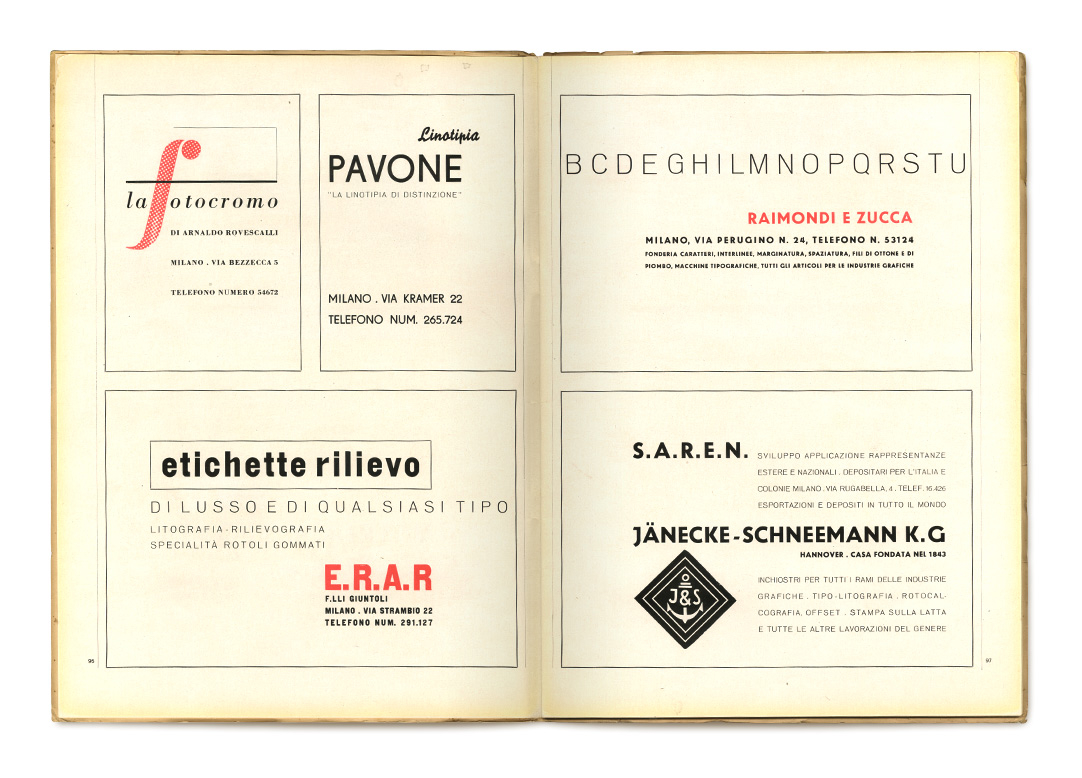 la fotocromo
DI ARNALDO ROVESCALLI
MILANO . VIA BEZZECCA 5
TELEFONO NUMERO 54672
Linotipia
PAVONE
"LA LINOTIPIA DI DISTINZIONE"
MILANO . VIA KRAMER 22
TELEFONO NUM. 265.724
etichette rilievo
DI LUSSO E DI QUALSIASI TIPO
LITOGRAFIA-RILIEVOGRAFIA
SPECIALITÀ ROTOLI GOMMATI
E.R.A.R
F.LLI GIUNTOLI
MILANO . VIA STRAMBIO 22
TELEFONO NUM. 291.127
96
BCDEGHILMNOPQRSTU
RAIMONDI E ZUCCA
MILANO, VIA PERUGINO N. 24, TELEFONO N. 53124
FONDERIA CARATTERI, INTERLINEE, MARGINATURA, SPAZIATURA, FILI DI OTTONE E DI
PIOMBO, MACCHINE TIPOGRAFICHE, TUTTI GLI ARTICOLI PER LE INDUSTRIE GRAFICHE
S.A.R.E.N. SVILUPPO APPLICAZIONE RAPPRESENTANZE
ESTERE E NAZIONALI . DEPOSITARI PER L'ITALIA E
COLONIE MILANO . VIA RUGABELLA, 4 . TELEF. 16.426
ESPORTAZIONI E DEPOSITI IN TUTTO IL MONDO
JÄNECKE-SCHNEEMANN K.G
HANNOVER . CASA FONDATA NEL 1843
J&S
INCHIOSTRI PER TUTTI I RAMI DELLE INDUSTRIE
GRAFICHE . TIPO-LITOGRAFIA . ROTOCAL-
COGRAFIA, OFFSET . STAMPA SULLA LATTA
E TUTTE LE ALTRE LAVORAZIONI DEL GENERE
97